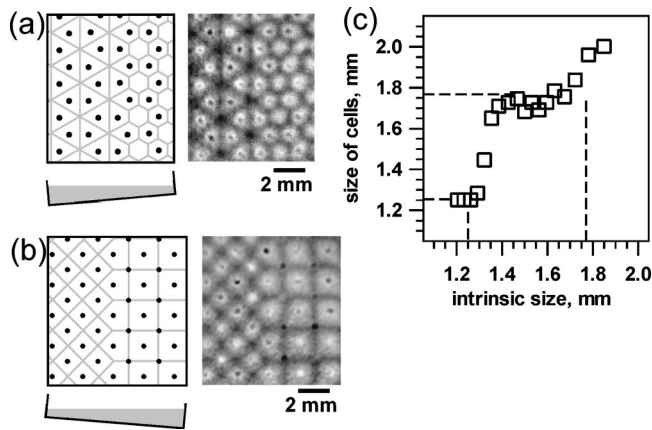 (a)
2 mm
(b)
2 mm
(c)
size of cells, mm
2.0
1.8
1.6
1.4
1.2
1.2 1.4 1.6 1.8 2.0
intrinsic size, mm